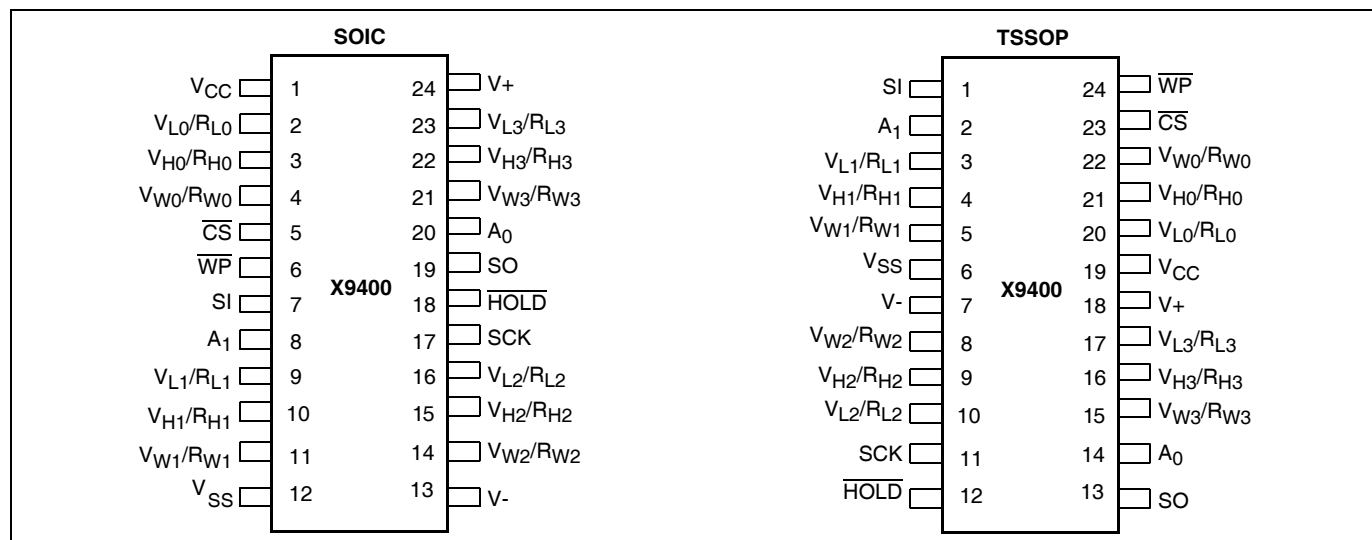 SOIC
VCC 1 24 V+
VL0/RL0 2 23 VL3/RL3
VH0/RH0 3 22 VH3/RH3
VW0/RW0 4 21 VW3/RW3
C̅S̅ 5 20 A0
W̅P̅ 6 19 SO
X9400
SI 7 18 H̅O̅L̅D̅
A1 8 17 SCK
VL1/RL1 9 16 VL2/RL2
VH1/RH1 10 15 VH2/RH2
VW1/RW1 11 14 VW2/RW2
VSS 12 13 V-
TSSOP
SI 1 24 W̅P̅
A1 2 23 C̅S̅
VL1/RL1 3 22 VW0/RW0
VH1/RH1 4 21 VH0/RH0
VW1/RW1 5 20 VL0/RL0
VSS 6 19 VCC
X9400
V- 7 18 V+
VW2/RW2 8 17 VL3/RL3
VH2/RH2 9 16 VH3/RH3
VL2/RL2 10 15 VW3/RW3
SCK 11 14 A0
H̅O̅L̅D̅ 12 13 SO